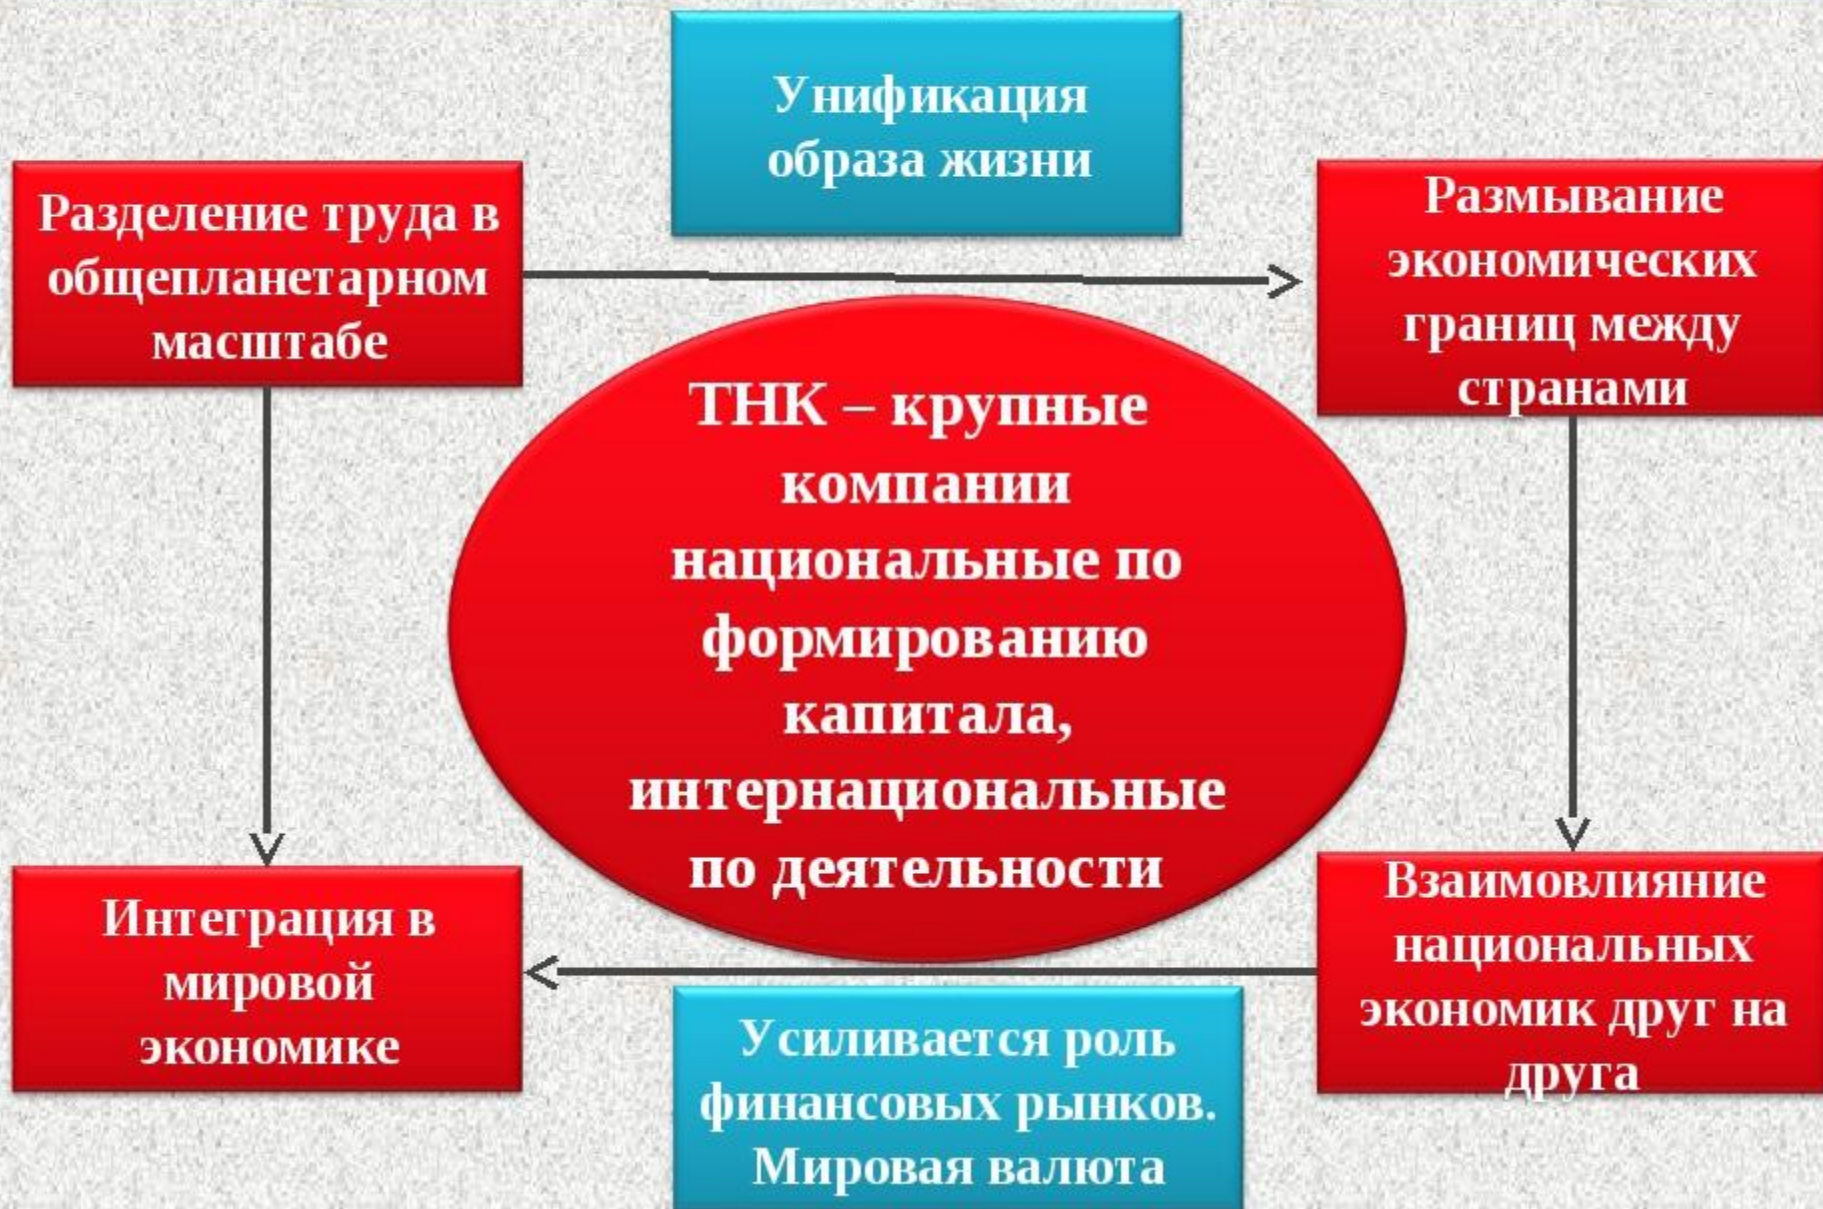 Унификация
образа жизни
Разделение труда в
общепланетарном
масштабе
Размывание
экономических
границ между
странами
ТНК – крупные
компании
национальные по
формированию
капитала,
интернациональные
по деятельности
Интеграция в
мировой
экономике
Взаимовлияние
национальных
экономик друг на
друга
Усиливается роль
финансовых рынков.
Мировая валюта